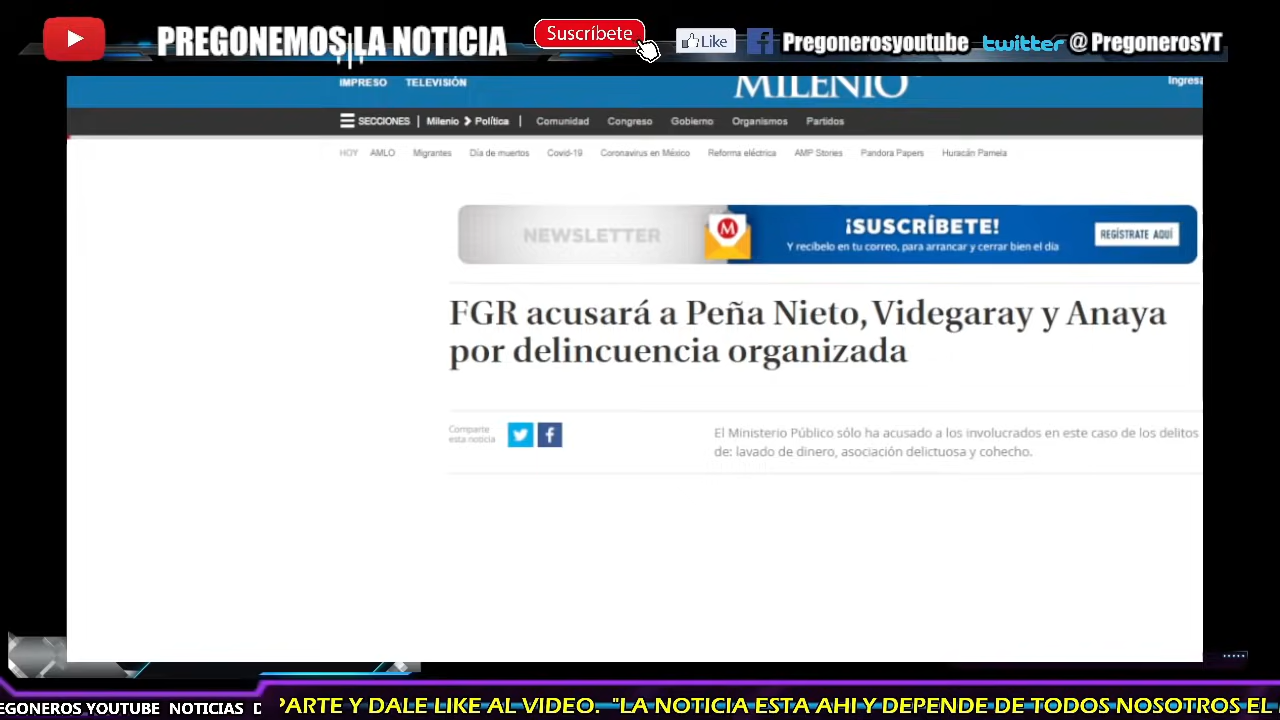 PREGONEMOS LA NOTICIA
Suscríbete
Like
Pregonerosyoutube
twitter @PregonerosYT
IMPRESO TELEVISIÓN
MILENIO
Ingresa
SECCIONES | Milenio > Política | Comunidad Congreso Gobierno Organismos Partidos
HOY AMLO Migrantes Día de muertos Covid-19 Coronavirus en México Reforma eléctrica AMP Stories Pandora Papers Huracán Pamela
NEWSLETTER
M
¡SUSCRÍBETE!
Y recíbelo en tu correo, para arrancar y cerrar bien el día
REGÍSTRATE AQUÍ
FGR acusará a Peña Nieto, Videgaray y Anaya
por delincuencia organizada
Comparte
esta noticia
El Ministerio Público sólo ha acusado a los involucrados en este caso de los delitos
de: lavado de dinero, asociación delictuosa y cohecho.
EGONEROS YOUTUBE NOTICIAS D
PARTE Y DALE LIKE AL VIDEO. "LA NOTICIA ESTA AHI Y DEPENDE DE TODOS NOSOTROS EL